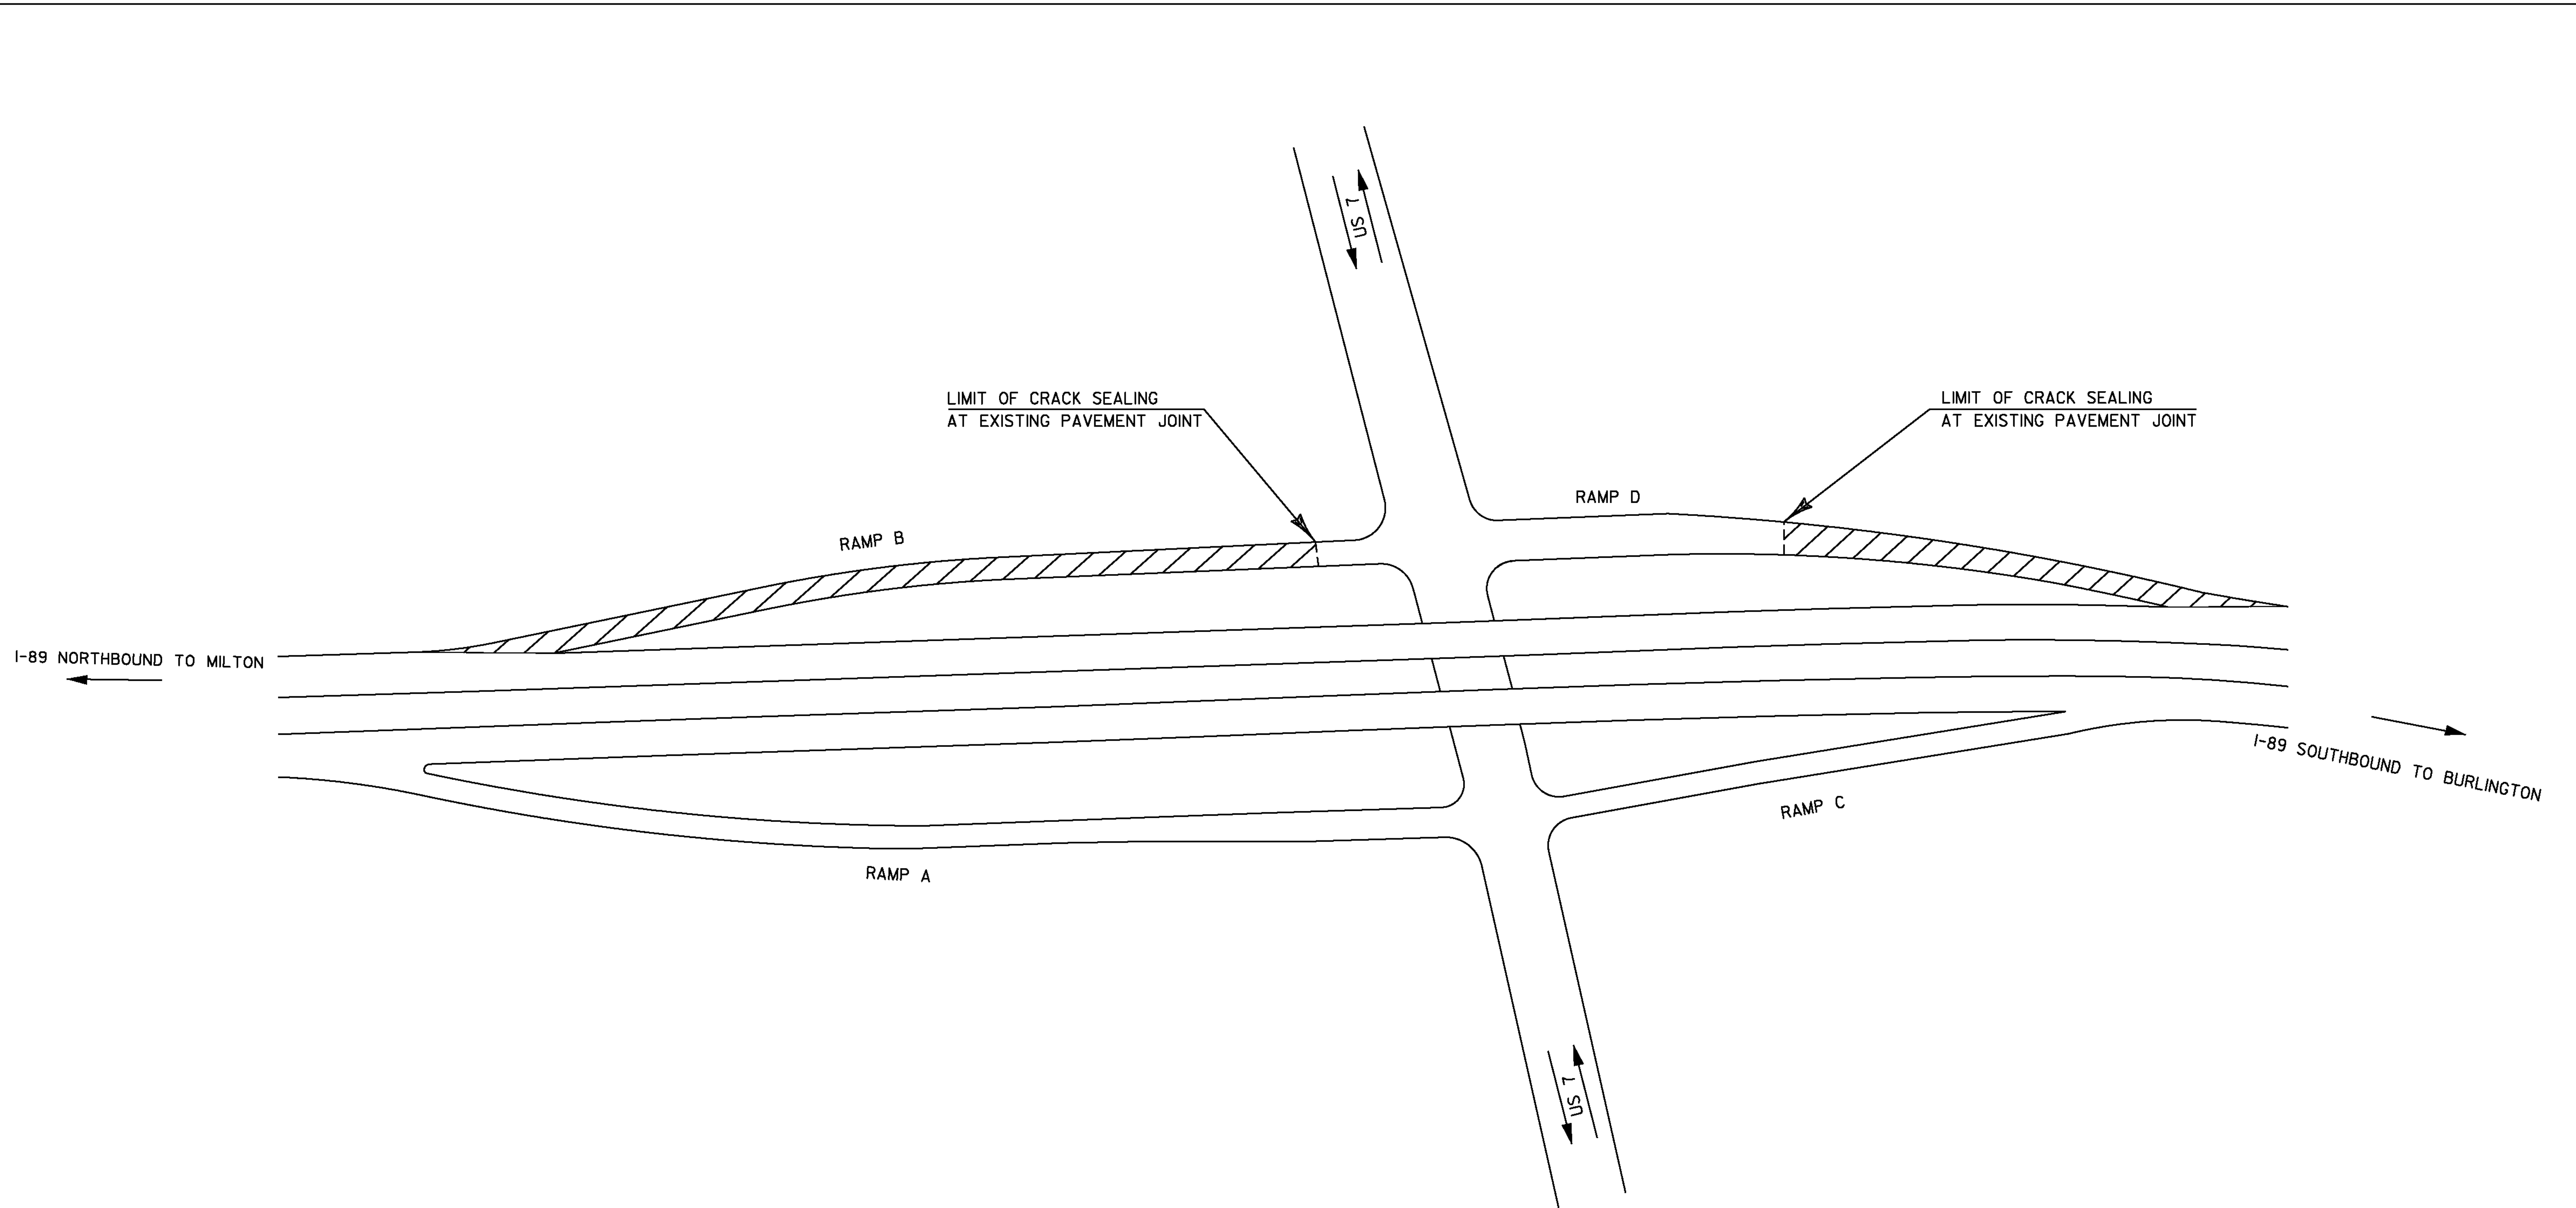 US 7
LIMIT OF CRACK SEALING
AT EXISTING PAVEMENT JOINT
LIMIT OF CRACK SEALING
AT EXISTING PAVEMENT JOINT
RAMP D
RAMP B
I-89 NORTHBOUND TO MILTON
I-89 SOUTHBOUND TO BURLINGTON
RAMP C
RAMP A
US 7